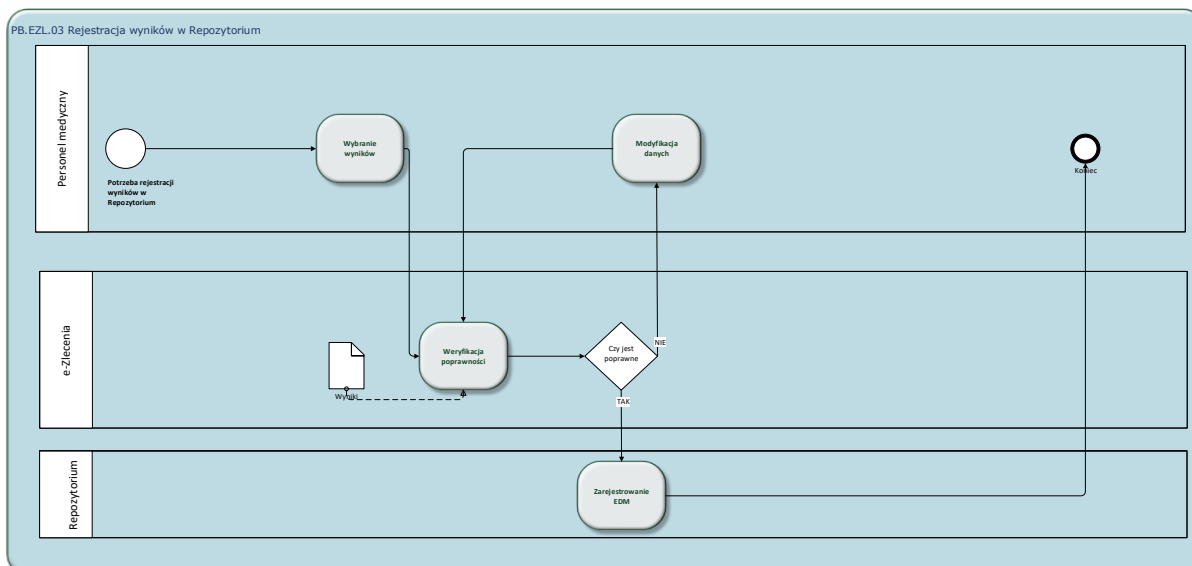 PB.EZL.03 Rejestracja wyników w Repozytorium
Personel medyczny
Potrzeba rejestracji
wyników w
Repozytorium
Wybranie
wyników
Modyfikacja
danych
Koniec
e-Zlecenia
Wyniki
Weryfikacja
poprawności
Czy jest
poprawne
NIE
TAK
Repozytorium
Zarejestrowanie
EDM